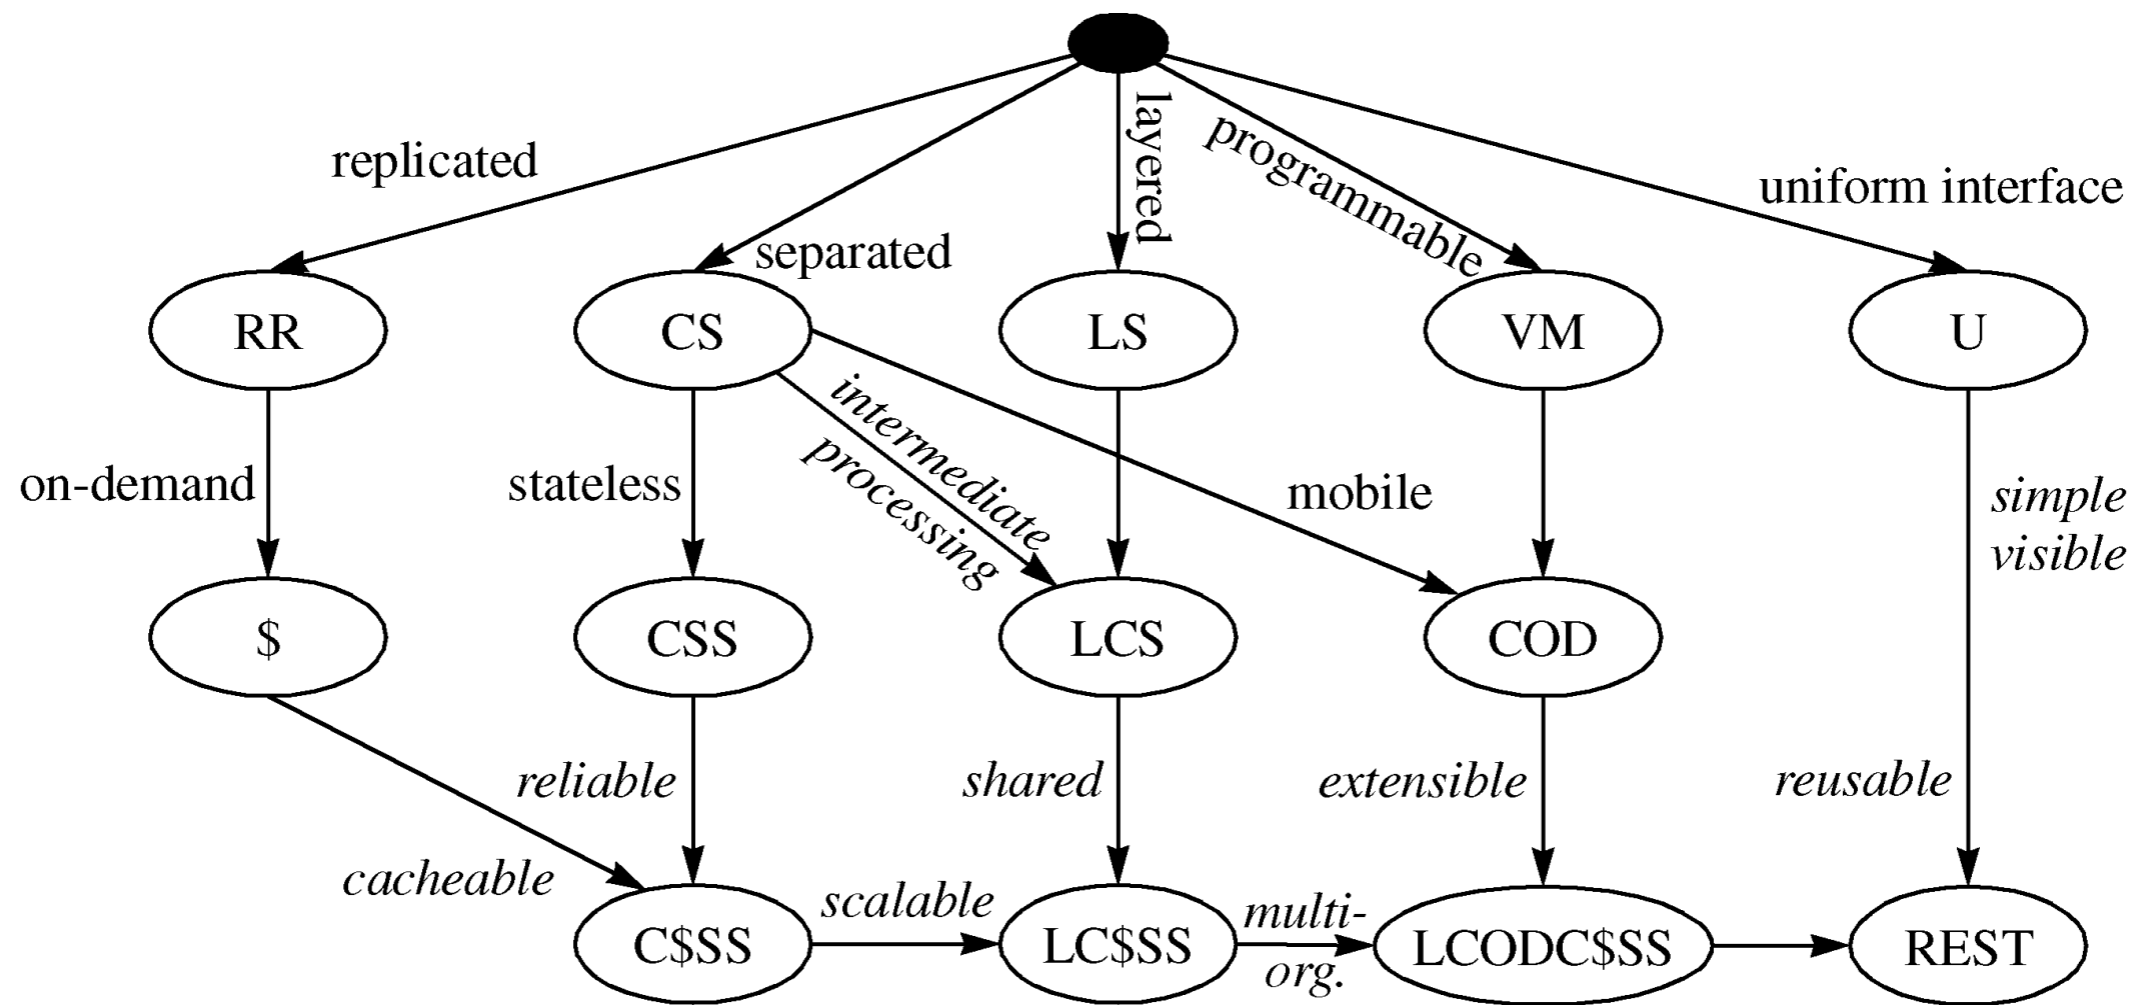 layered
programmable
replicated
uniform interface
separated
RR
CS
LS
VM
U
intermediate
processing
on-demand
stateless
mobile
simple
visible
$
CSS
LCS
COD
reliable
shared
extensible
reusable
cacheable
scalable
multi-
org.
C$SS
LC$SS
LCODC$SS
REST